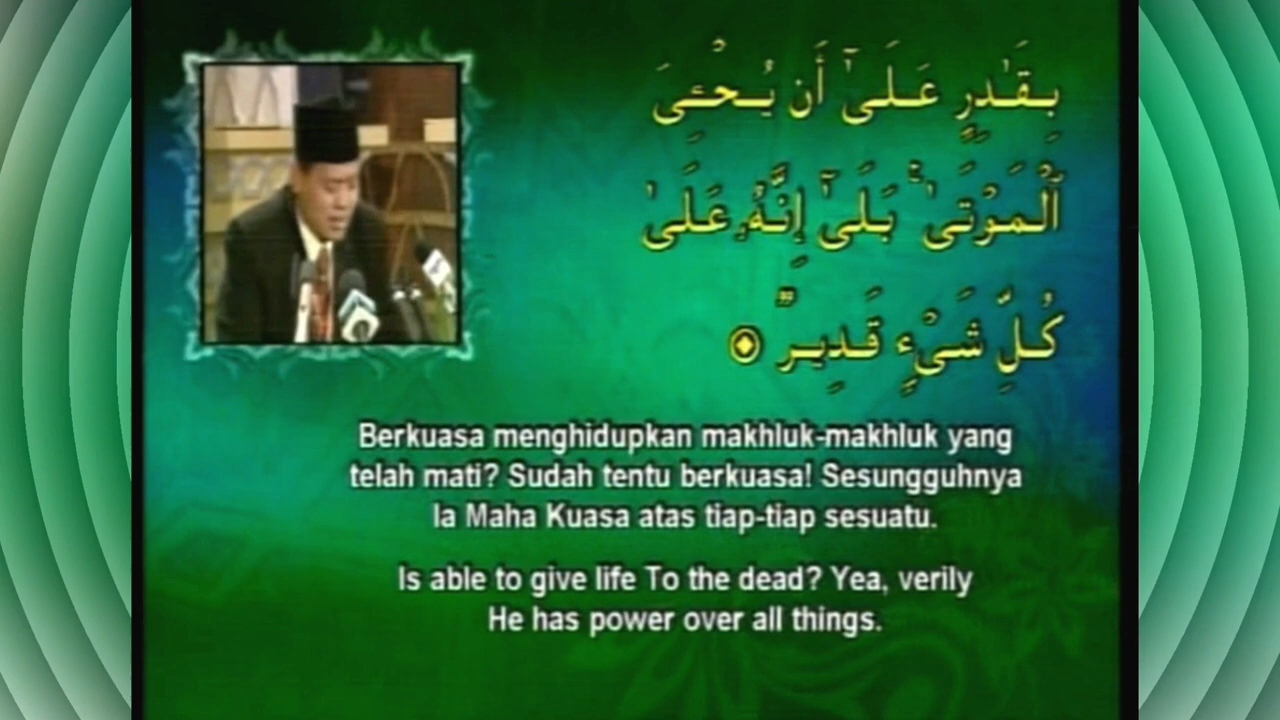 بِقَـٰدِرٍ عَلَىٰٓ أَن يُحْـِۧىَ
ٱلْمَوْتَىٰ ۚ بَلَىٰٓ إِنَّهُۥ عَلَىٰ
كُلِّ شَىْءٍ قَدِيرٌ
Berkuasa menghidupkan makhluk-makhluk yang
telah mati? Sudah tentu berkuasa! Sesungguhnya
Ia Maha Kuasa atas tiap-tiap sesuatu.
Is able to give life To the dead? Yea, verily
He has power over all things.